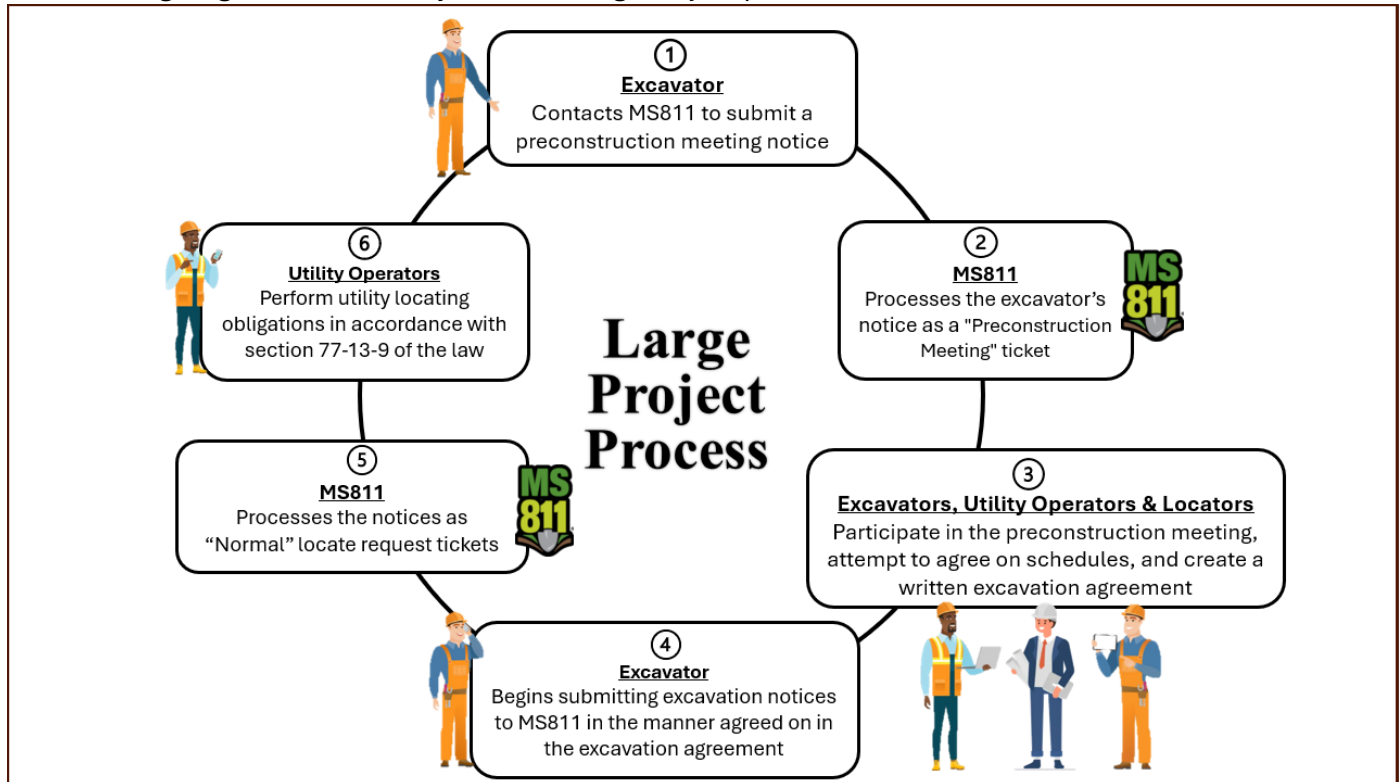 ①
Excavator
Contacts MS811 to submit a
preconstruction meeting notice
②
MS811
Processes the excavator’s
notice as a "Preconstruction
Meeting" ticket
MS
811
③
Excavators, Utility Operators & Locators
Participate in the preconstruction meeting,
attempt to agree on schedules, and create a
written excavation agreement
④
Excavator
Begins submitting excavation notices
to MS811 in the manner agreed on in
the excavation agreement
⑤
MS811
Processes the notices as
“Normal” locate request tickets
MS
811
⑥
Utility Operators
Perform utility locating
obligations in accordance with
section 77-13-9 of the law
Large
Project
Process